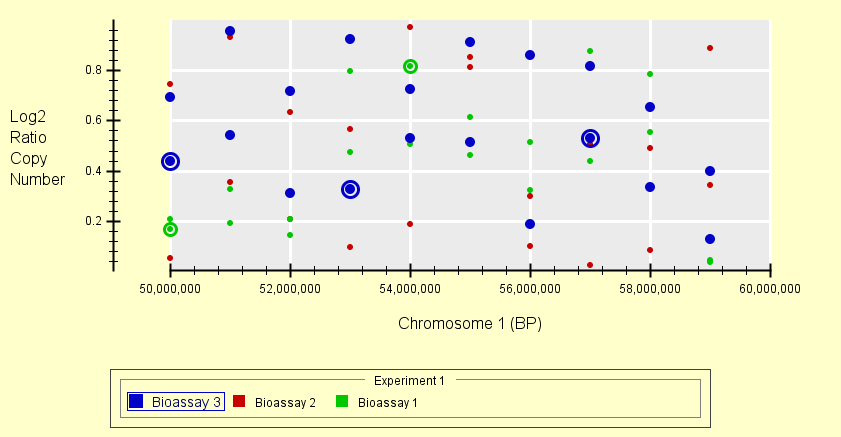 Log2
Ratio
Copy
Number
0.8
0.6
0.4
0.2
50,000,000 52,000,000 54,000,000 56,000,000 58,000,000 60,000,000
Chromosome 1 (BP)
Experiment 1
Bioassay 3 Bioassay 2 Bioassay 1